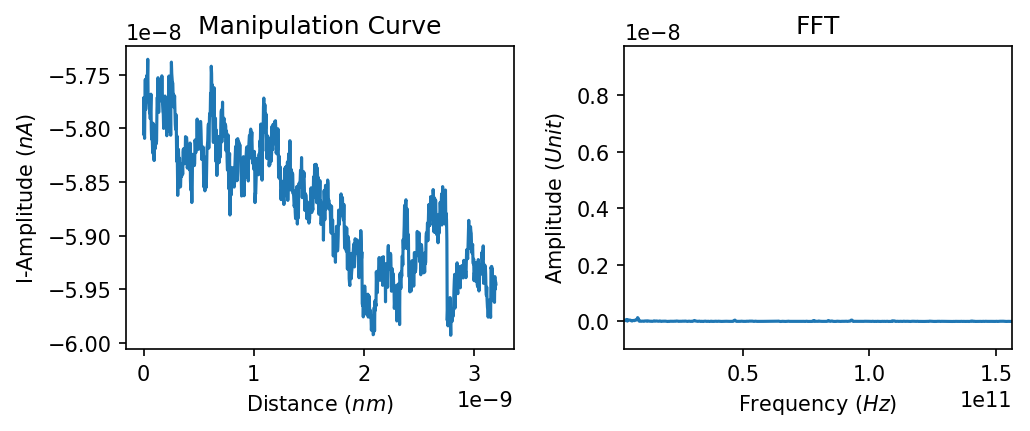 Manipulation Curve
1e−8
−5.75
−5.80
−5.85
−5.90
−5.95
−6.00
I-Amplitude (nA)
0
1
2
3
1e−9
Distance (nm)
FFT
1e−8
0.8
0.6
0.4
0.2
0.0
Amplitude (Unit)
0.5
1.0
1.5
1e11
Frequency (Hz)